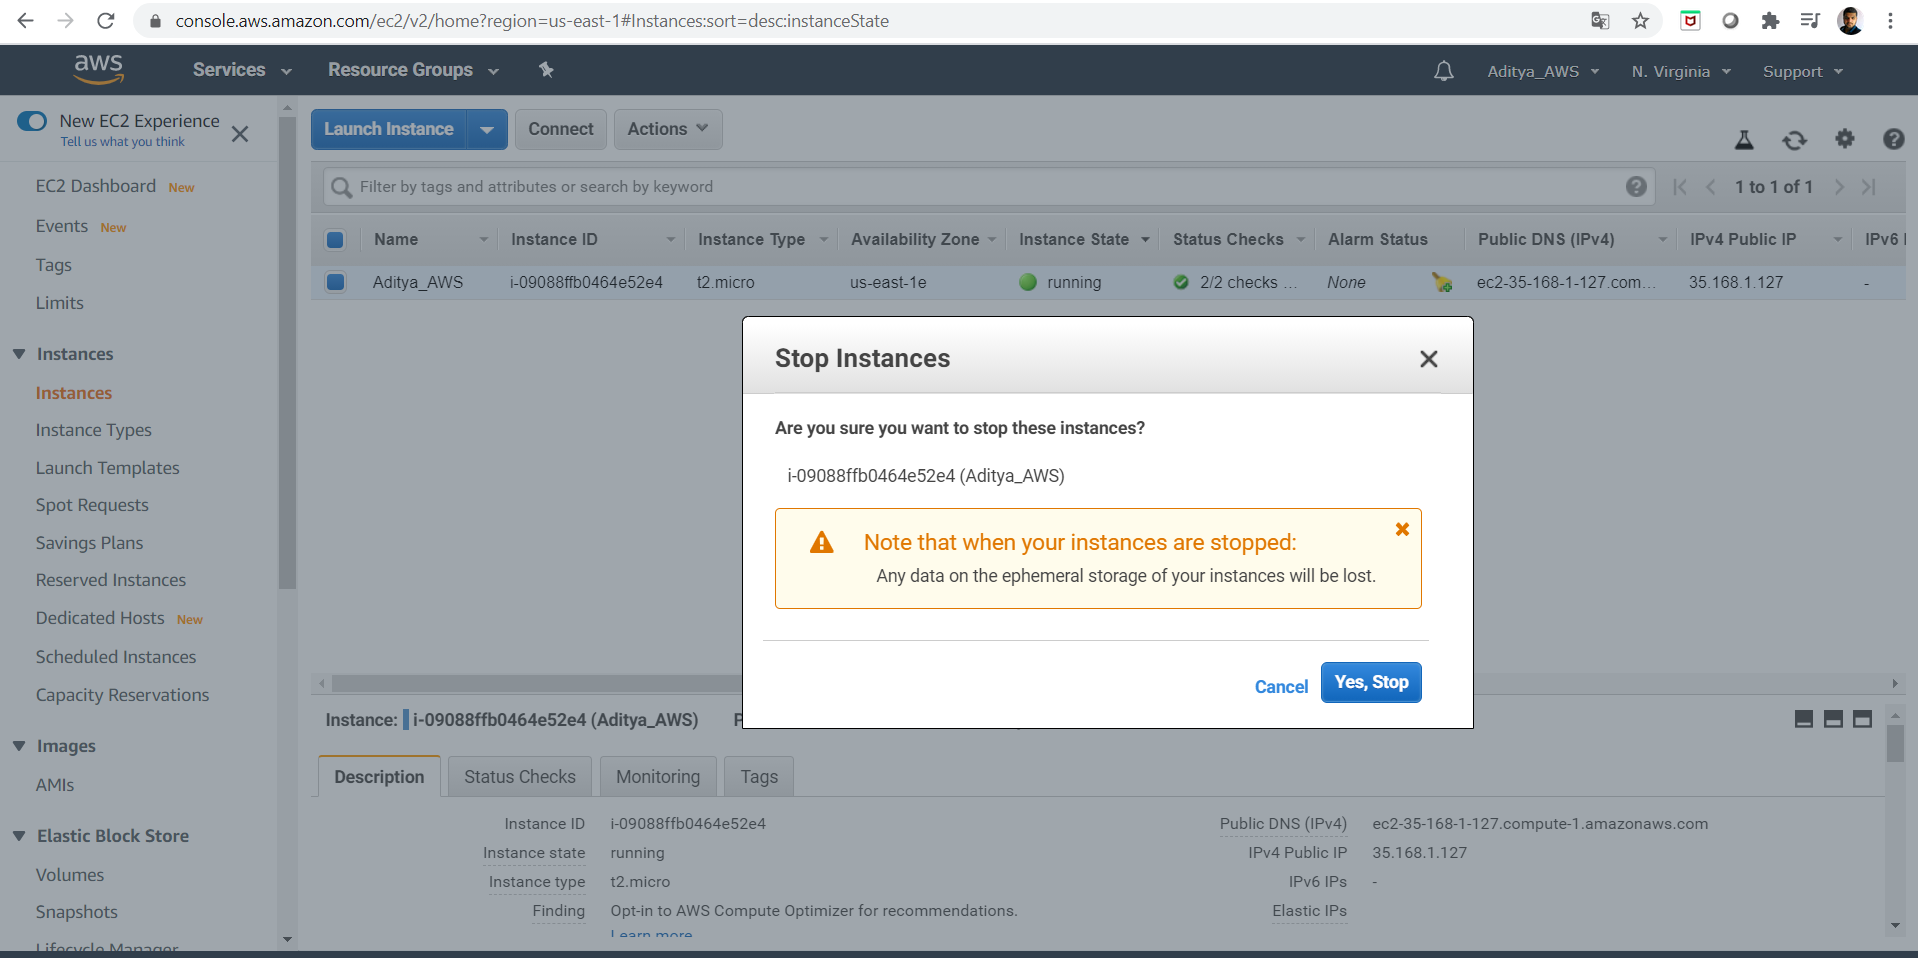 console.aws.amazon.com/ec2/v2/home?region=us-east-1#Instances:sort=desc:instanceState
aws
Services
Resource Groups
Aditya_AWS
N. Virginia
Support
New EC2 Experience
Tell us what you think
EC2 Dashboard New
Events New
Tags
Limits
Instances
Instances
Instance Types
Launch Templates
Spot Requests
Savings Plans
Reserved Instances
Dedicated Hosts New
Scheduled Instances
Capacity Reservations
Images
AMIs
Elastic Block Store
Volumes
Snapshots
Lifecycle Manager
Launch Instance
Connect
Actions
Filter by tags and attributes or search by keyword
1 to 1 of 1
Name Instance ID Instance Type Availability Zone Instance State Status Checks Alarm Status Public DNS (IPv4) IPv4 Public IP IPv6
Aditya_AWS i-09088ffb0464e52e4 t2.micro us-east-1e running 2/2 checks ... None ec2-35-168-1-127.com... 35.168.1.127 -
Stop Instances
Are you sure you want to stop these instances?
i-09088ffb0464e52e4 (Aditya_AWS)
Note that when your instances are stopped:
Any data on the ephemeral storage of your instances will be lost.
Cancel
Yes, Stop
Instance: i-09088ffb0464e52e4 (Aditya_AWS) P
Description Status Checks Monitoring Tags
Instance ID i-09088ffb0464e52e4
Instance state running
Instance type t2.micro
Finding Opt-in to AWS Compute Optimizer for recommendations.
Learn more
Public DNS (IPv4) ec2-35-168-1-127.compute-1.amazonaws.com
IPv4 Public IP 35.168.1.127
IPv6 IPs -
Elastic IPs